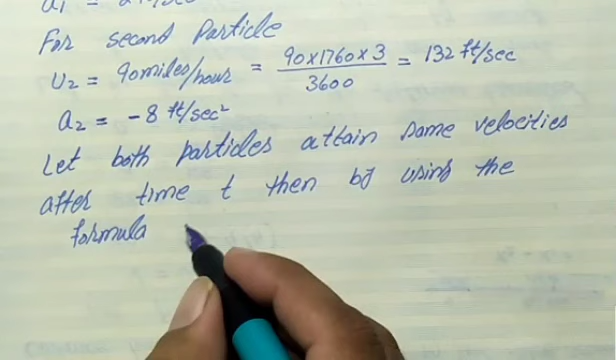 a₁ =
For second Particle
U₂ = 90miles/hour = 90×1760×3 / 3600 = 132 ft/sec
a₂ = -8 ft/sec²
Let both particles attain same velocities
after time t then by using the
formula